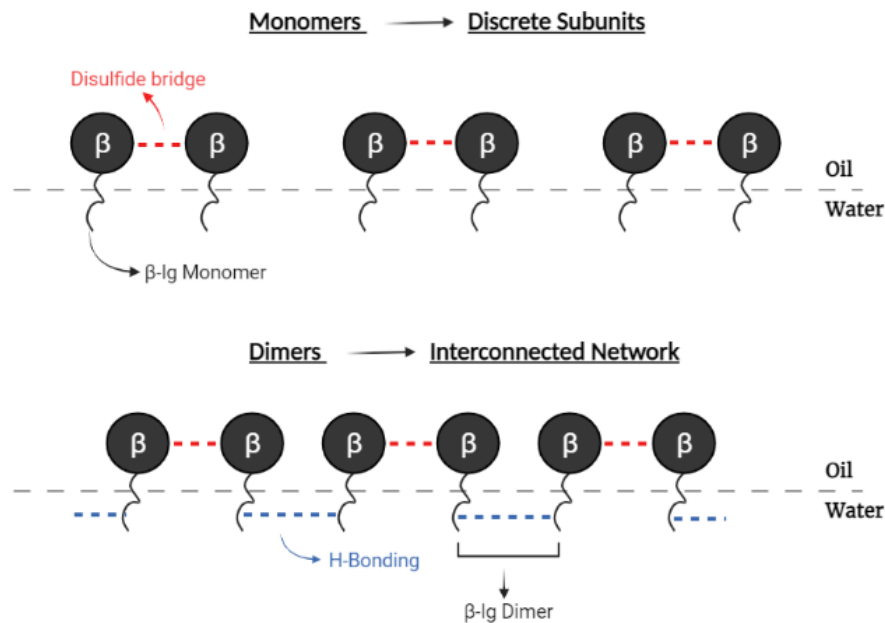 Monomers → Discrete Subunits
Disulfide bridge
β β β β β β
Oil
Water
β-Ig Monomer
Dimers → Interconnected Network
β β β β β β
Oil
Water
H-Bonding
β-Ig Dimer